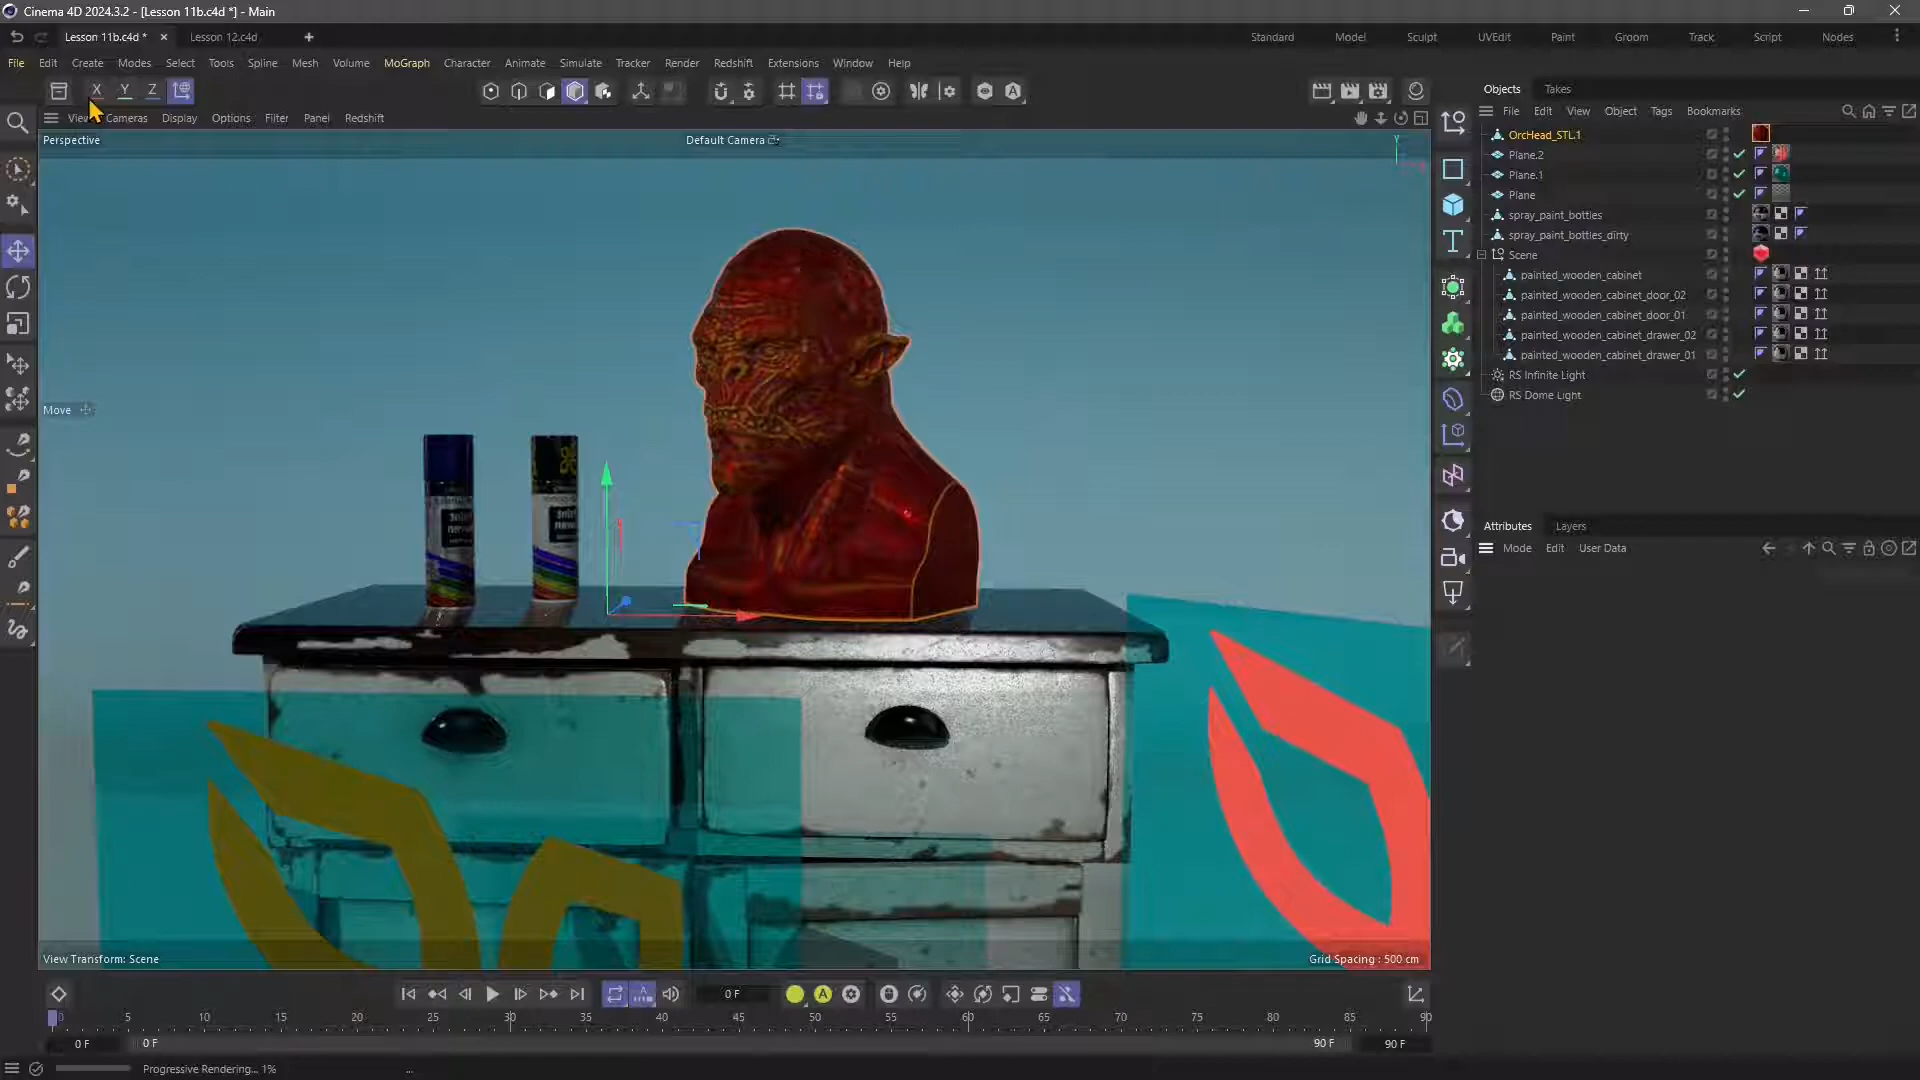 Cinema 4D 2024.3.2 - [Lesson 11b.c4d *] - Main
Lesson 11b.c4d *
Lesson 12.c4d
Standard
Model
Sculpt
UVEdit
Paint
Groom
Track
Script
Nodes
File
Edit
Create
Modes
Select
Tools
Spline
Mesh
Volume
MoGraph
Character
Animate
Simulate
Tracker
Render
Redshift
Extensions
Window
Help
X
Y
Z
Objects
Takes
View
Cameras
Display
Options
Filter
Panel
Redshift
File
Edit
View
Object
Tags
Bookmarks
Perspective
Default Camera
Y
OrcHead_STL.1
Plane.2
Plane.1
Plane
spray_paint_bottles
spray_paint_bottles_dirty
Scene
painted_wooden_cabinet
painted_wooden_cabinet_door_02
painted_wooden_cabinet_door_01
painted_wooden_cabinet_drawer_02
painted_wooden_cabinet_drawer_01
RS Infinite Light
RS Dome Light
Move
Attributes
Layers
Mode
Edit
User Data
View Transform: Scene
Grid Spacing : 500 cm
0 F
0
5
10
15
20
25
30
35
40
45
50
55
60
65
70
75
80
85
90
0 F
0 F
90 F
90 F
Progressive Rendering... 1%
...